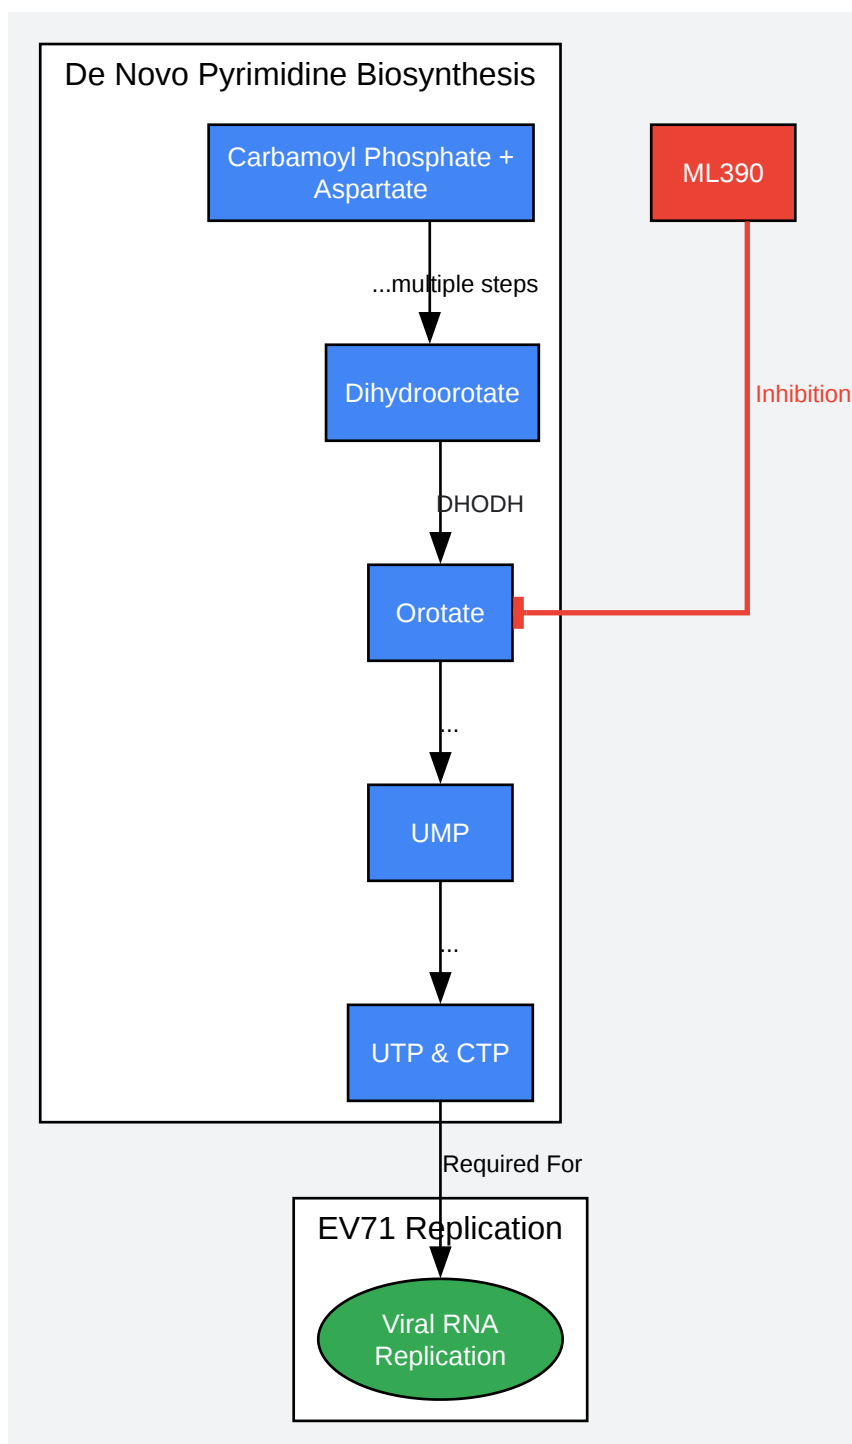 De Novo Pyrimidine Biosynthesis
Carbamoyl Phosphate +
Aspartate
ML390
...multiple steps
Dihydroorotate
Inhibition
DHODH
Orotate
...
UMP
...
UTP & CTP
Required For
EV71 Replication
Viral RNA
Replication